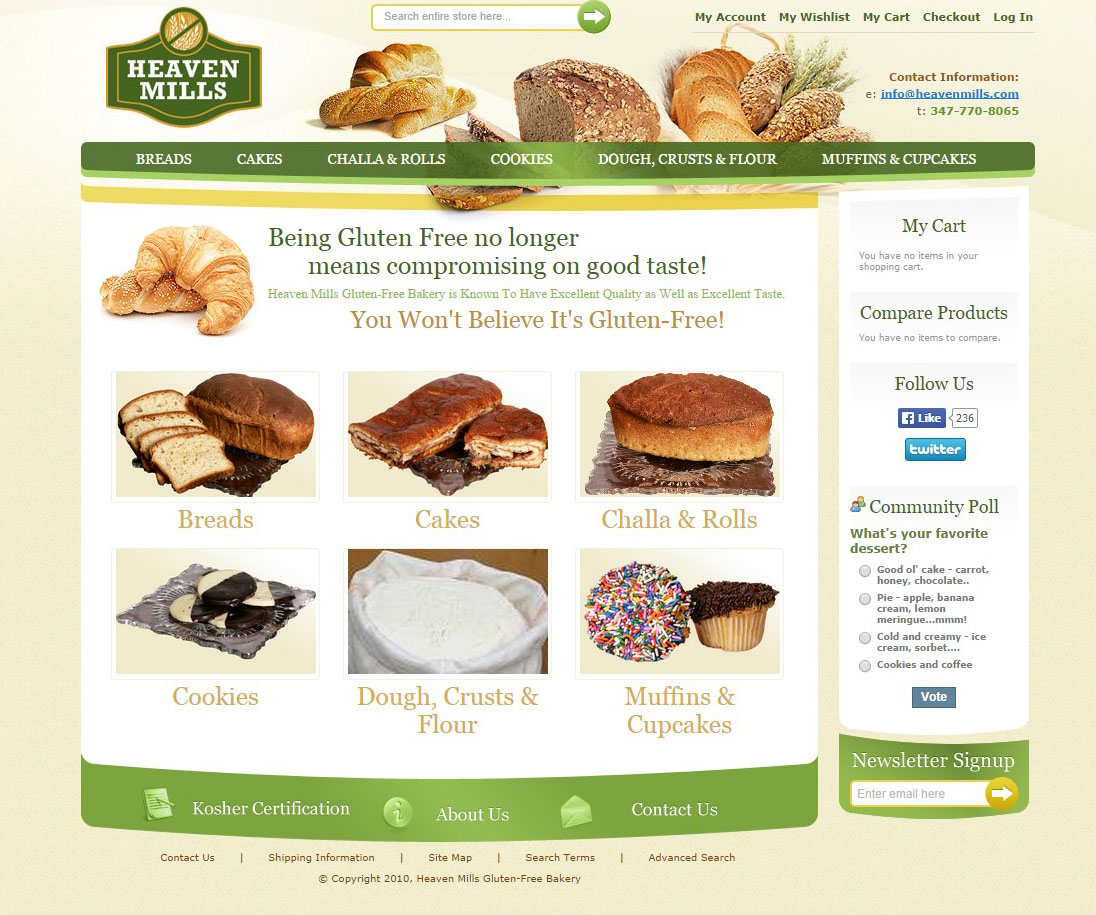 Search entire store here...
My Account My Wishlist My Cart Checkout Log In
HEAVEN
MILLS
Contact Information:
e: info@heavenmills.com
t: 347-770-8065
BREADS CAKES CHALLA & ROLLS COOKIES DOUGH, CRUSTS & FLOUR MUFFINS & CUPCAKES
Being Gluten Free no longer
means compromising on good taste!
Heaven Mills Gluten-Free Bakery is Known To Have Excellent Quality as Well as Excellent Taste.
You Won't Believe It's Gluten-Free!
Breads
Cakes
Challa & Rolls
Cookies
Dough, Crusts &
Flour
Muffins &
Cupcakes
My Cart
You have no items in your
shopping cart.
Compare Products
You have no items to compare.
Follow Us
Like 236
twitter
Community Poll
What's your favorite
dessert?
Good ol' cake - carrot,
honey, chocolate..
Pie - apple, banana
cream, lemon
meringue...mmm!
Cold and creamy - ice
cream, sorbet....
Cookies and coffee
Vote
Newsletter Signup
Enter email here
Kosher Certification
About Us
Contact Us
Contact Us | Shipping Information | Site Map | Search Terms | Advanced Search
© Copyright 2010, Heaven Mills Gluten-Free Bakery